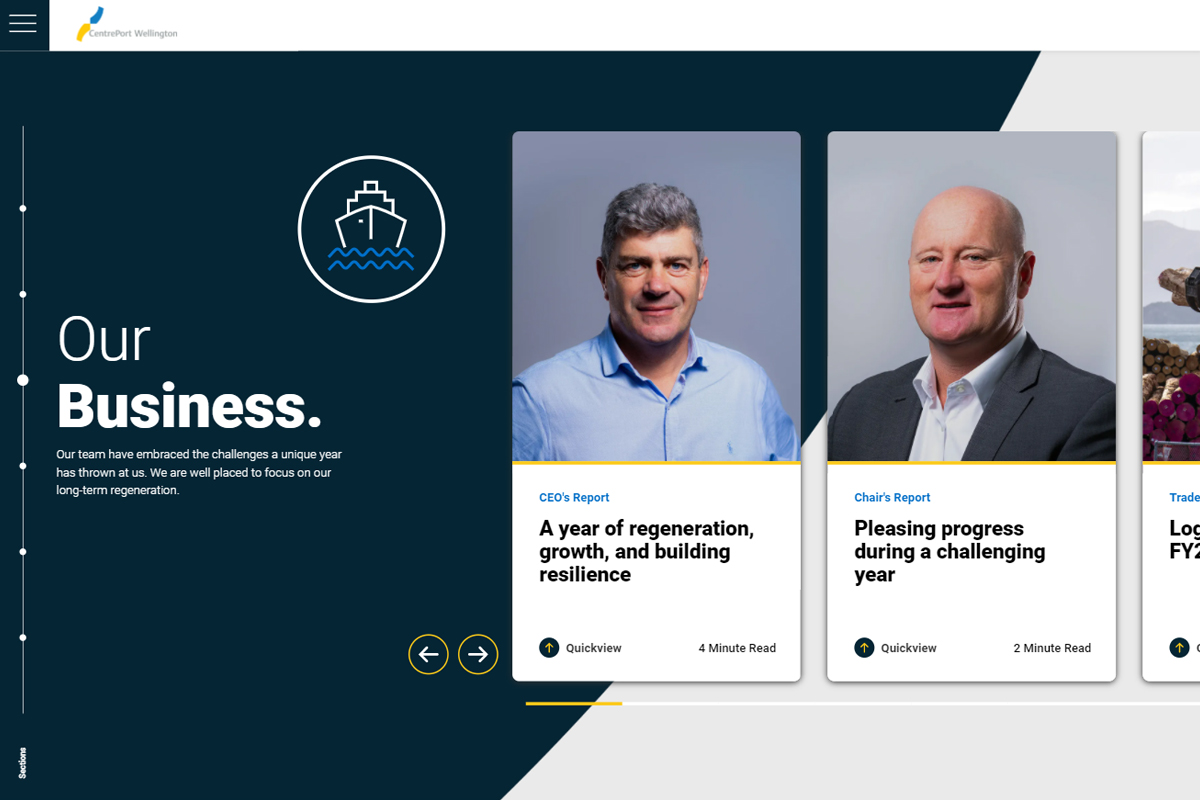 CentrePort Wellington
Our
Business.
Our team have embraced the challenges a unique year
has thrown at us. We are well placed to focus on our
long-term regeneration.
CEO's Report
A year of regeneration,
growth, and building
resilience
Quickview
4 Minute Read
Chair's Report
Pleasing progress
during a challenging
year
Quickview
2 Minute Read
Trade
Log
FY2
Sections